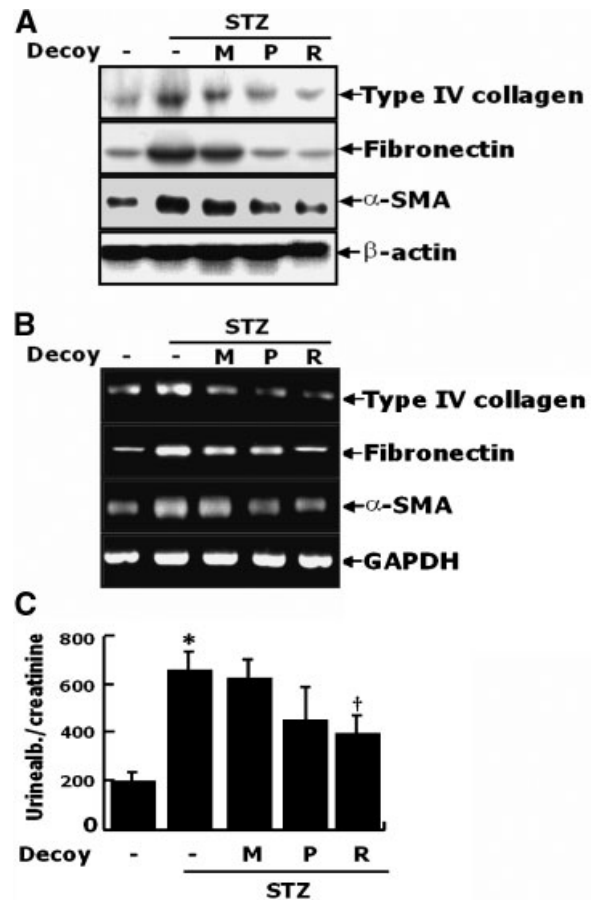 A
STZ
Decoy - - M P R
Type IV collagen
Fibronectin
α-SMA
β-actin
B
STZ
Decoy - - M P R
Type IV collagen
Fibronectin
α-SMA
GAPDH
C
Urinealb./creatinine
800
600
400
200
0
*
†
Decoy - - M P R
STZ